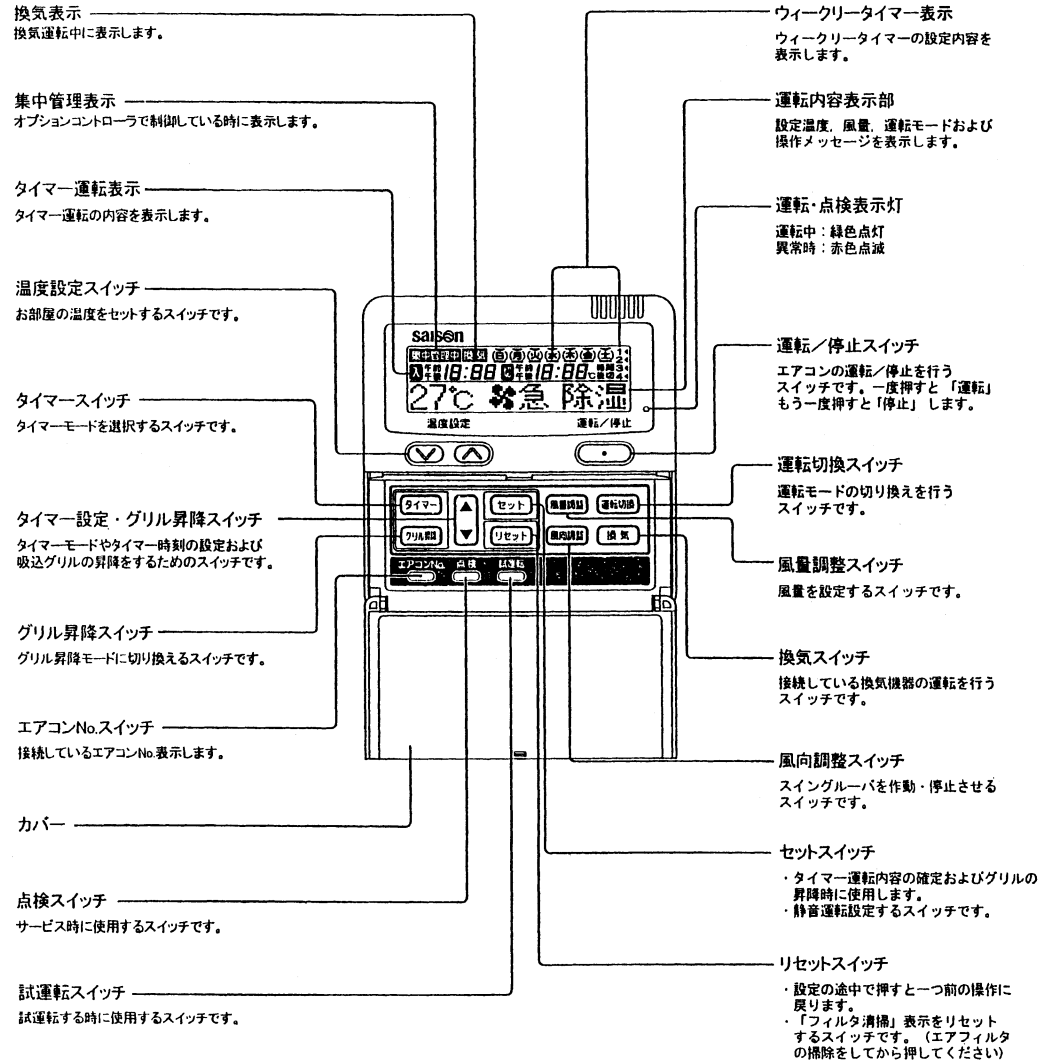 換気表示
換気運転中に表示します。
集中管理表示
オプションコントローラで制御している時に表示します。
タイマー運転表示
タイマー運転の内容を表示します。
温度設定スイッチ
お部屋の温度をセットするスイッチです。
タイマースイッチ
タイマーモードを選択するスイッチです。
タイマー設定・グリル昇降スイッチ
タイマーモードやタイマー時刻の設定および
吸込グリルの昇降をするためのスイッチです。
グリル昇降スイッチ
グリル昇降モードに切り換えるスイッチです。
エアコンNo.スイッチ
接続しているエアコンNo.表示します。
カバー
点検スイッチ
サービス時に使用するスイッチです。
試運転スイッチ
試運転する時に使用するスイッチです。
saison
集中管理中 換気 日 月 火 水 木 金 土 1
入 午前 午後 18:88 切 午前 午後 18:88 2 3 4
27℃ 急 除湿
温度設定 運転／停止
タイマー セット 風量調整 運転切換
グリル昇降 リセット 風向調整 換気
エアコンNo. 点検 試運転
ウィークリータイマー表示
ウィークリータイマーの設定内容を
表示します。
運転内容表示部
設定温度，風量，運転モードおよび
操作メッセージを表示します。
運転・点検表示灯
運転中：緑色点灯
異常時：赤色点滅
運転／停止スイッチ
エアコンの運転／停止を行う
スイッチです。一度押すと「運転」
もう一度押すと「停止」します。
運転切換スイッチ
運転モードの切り換えを行う
スイッチです。
風量調整スイッチ
風量を設定するスイッチです。
換気スイッチ
接続している換気機器の運転を行う
スイッチです。
風向調整スイッチ
スイングルーバを作動・停止させる
スイッチです。
セットスイッチ
・タイマー運転内容の確定およびグリルの
昇降時に使用します。
・静音運転設定するスイッチです。
リセットスイッチ
・設定の途中で押すと一つ前の操作に
戻ります。
・「フィルタ清掃」表示をリセット
するスイッチです。（エアフィルタ
の掃除をしてから押してください）